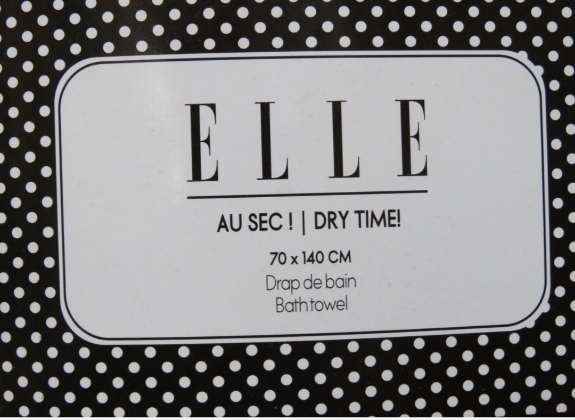 ELLE
AU SEC ! | DRY TIME!
70 x 140 CM
Drap de bain
Bath towel